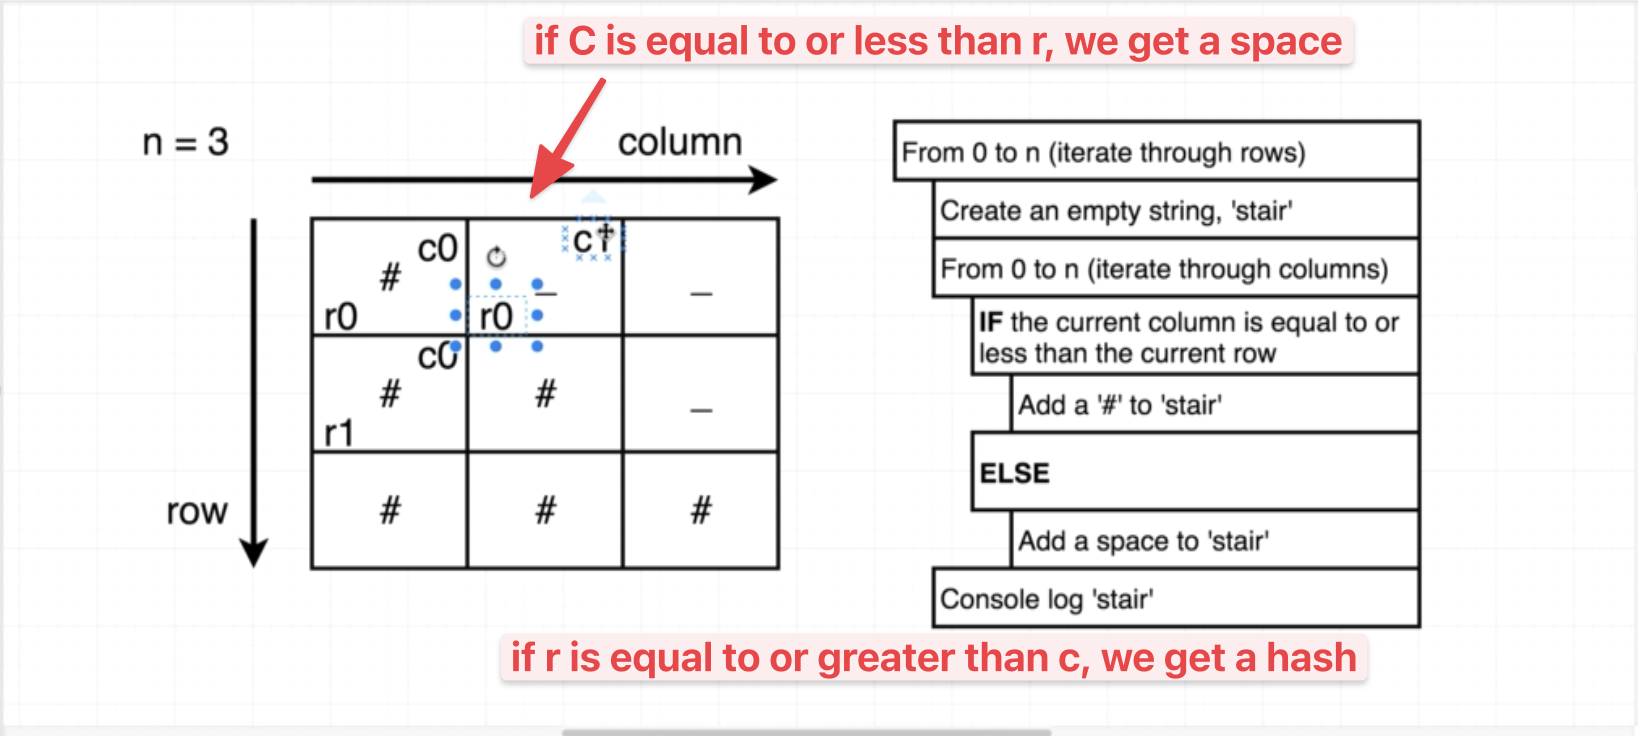 if C is equal to or less than r, we get a space
n = 3
column
c0
#
r0
c1
_
r0
_
c0
#
r1
#
_
row
#
#
#
From 0 to n (iterate through rows)
Create an empty string, 'stair'
From 0 to n (iterate through columns)
IF the current column is equal to or
less than the current row
Add a '#' to 'stair'
ELSE
Add a space to 'stair'
Console log 'stair'
if r is equal to or greater than c, we get a hash